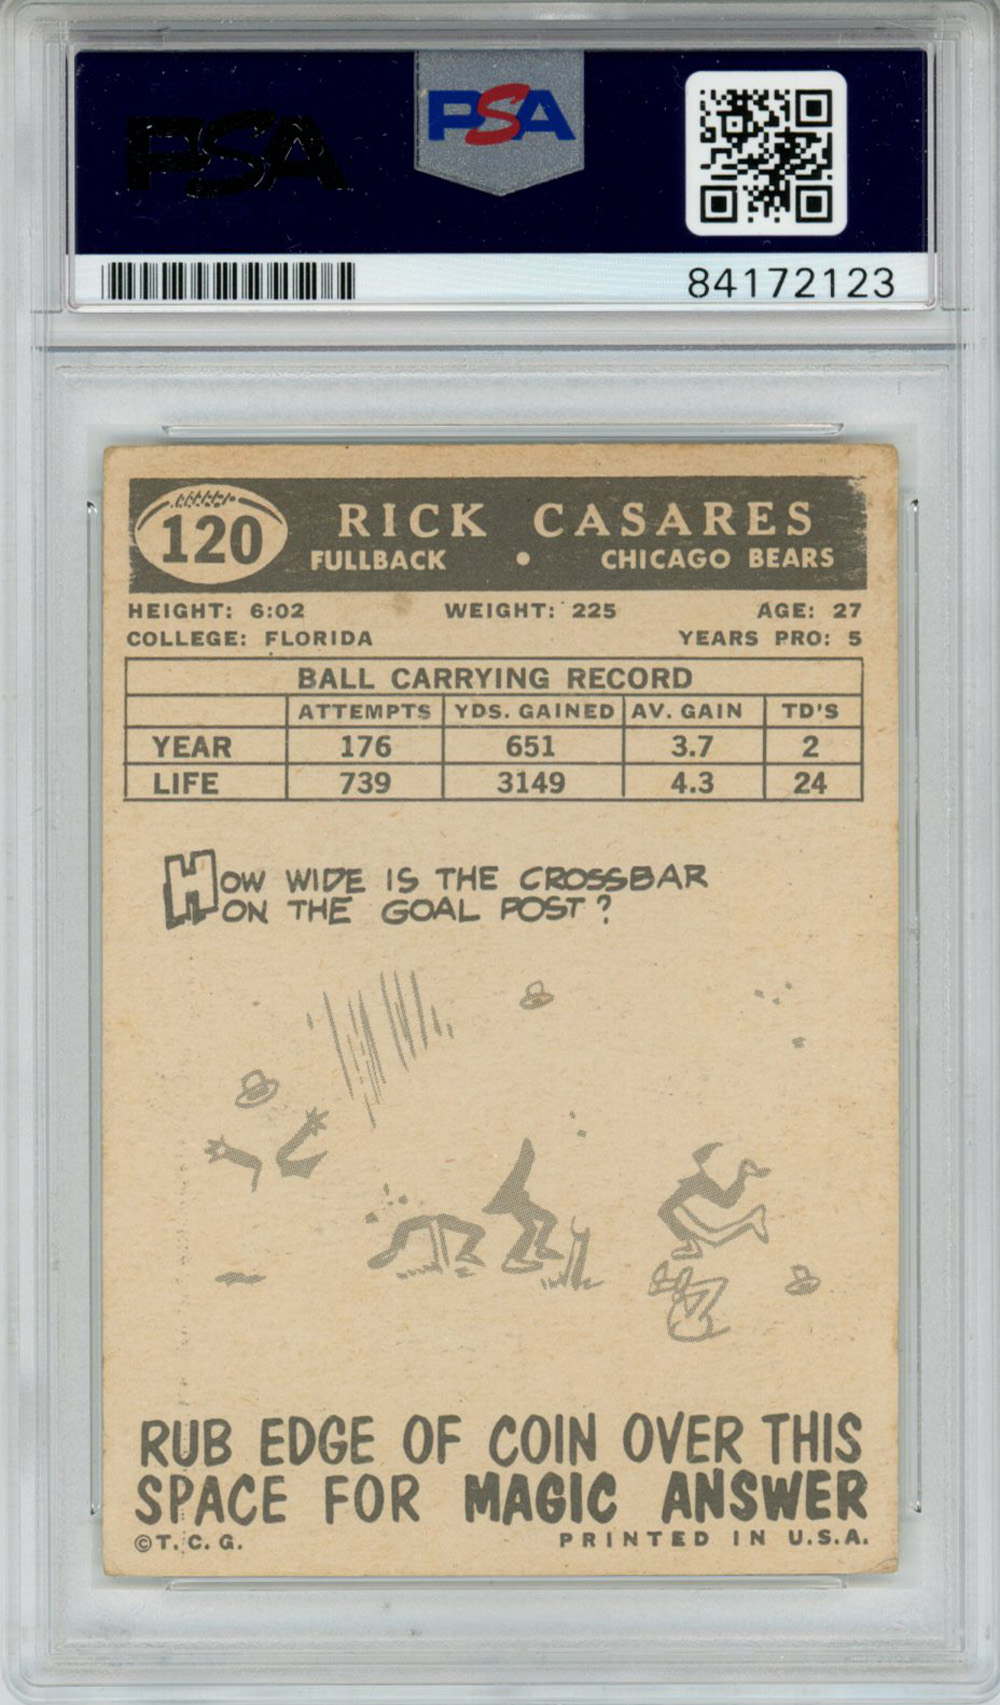 PSA
PSA
84172123
120
RICK CASARES
FULLBACK • CHICAGO BEARS
HEIGHT: 6:02 WEIGHT: 225 AGE: 27
COLLEGE: FLORIDA YEARS PRO: 5
BALL CARRYING RECORD
ATTEMPTS YDS. GAINED AV. GAIN TD'S
YEAR 176 651 3.7 2
LIFE 739 3149 4.3 24
HOW WIDE IS THE CROSSBAR
ON THE GOAL POST?
RUB EDGE OF COIN OVER THIS
SPACE FOR MAGIC ANSWER
©T.C.G. PRINTED IN U.S.A.